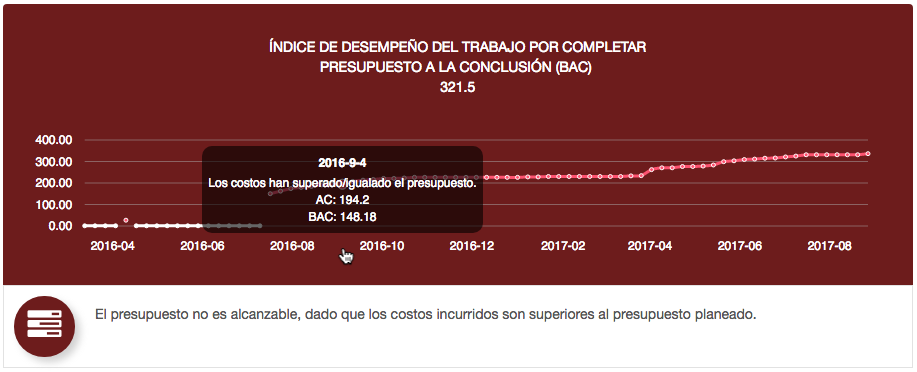 ÍNDICE DE DESEMPEÑO DEL TRABAJO POR COMPLETAR
PRESUPUESTO A LA CONCLUSIÓN (BAC)
321.5
400.00
300.00
200.00
100.00
0.00
2016-9-4
Los costos han superado/igualado el presupuesto.
AC: 194.2
BAC: 148.18
2016-04 2016-06 2016-08 2016-10 2016-12 2017-02 2017-04 2017-06 2017-08
El presupuesto no es alcanzable, dado que los costos incurridos son superiores al presupuesto planeado.